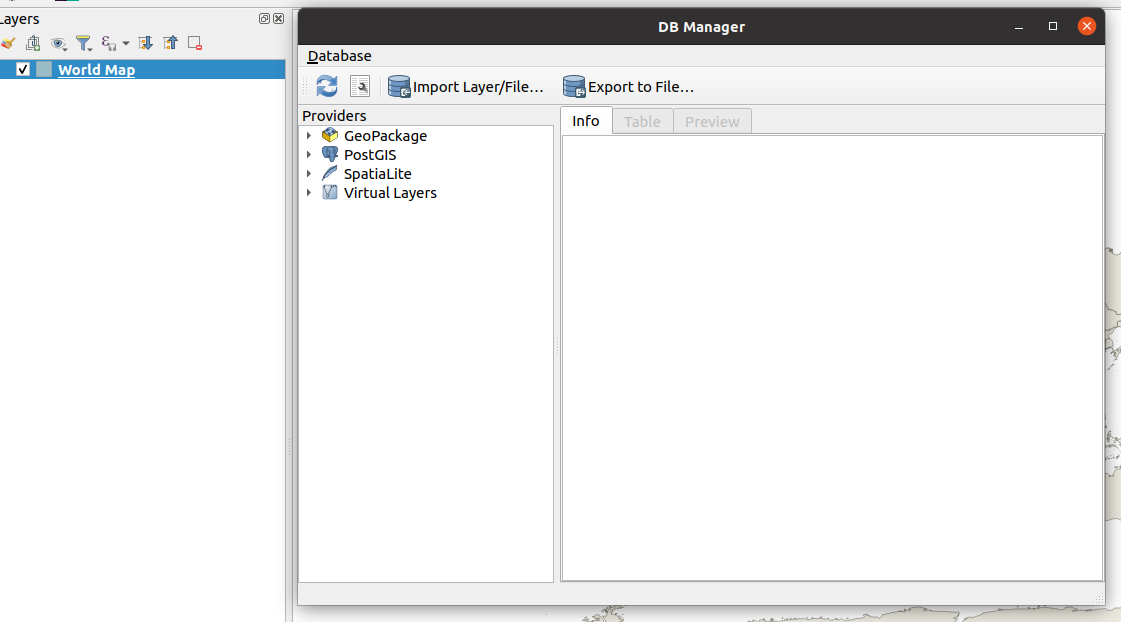 Layers
World Map
DB Manager
Database
Import Layer/File...
Export to File...
Providers
GeoPackage
PostGIS
SpatiaLite
Virtual Layers
Info
Table
Preview